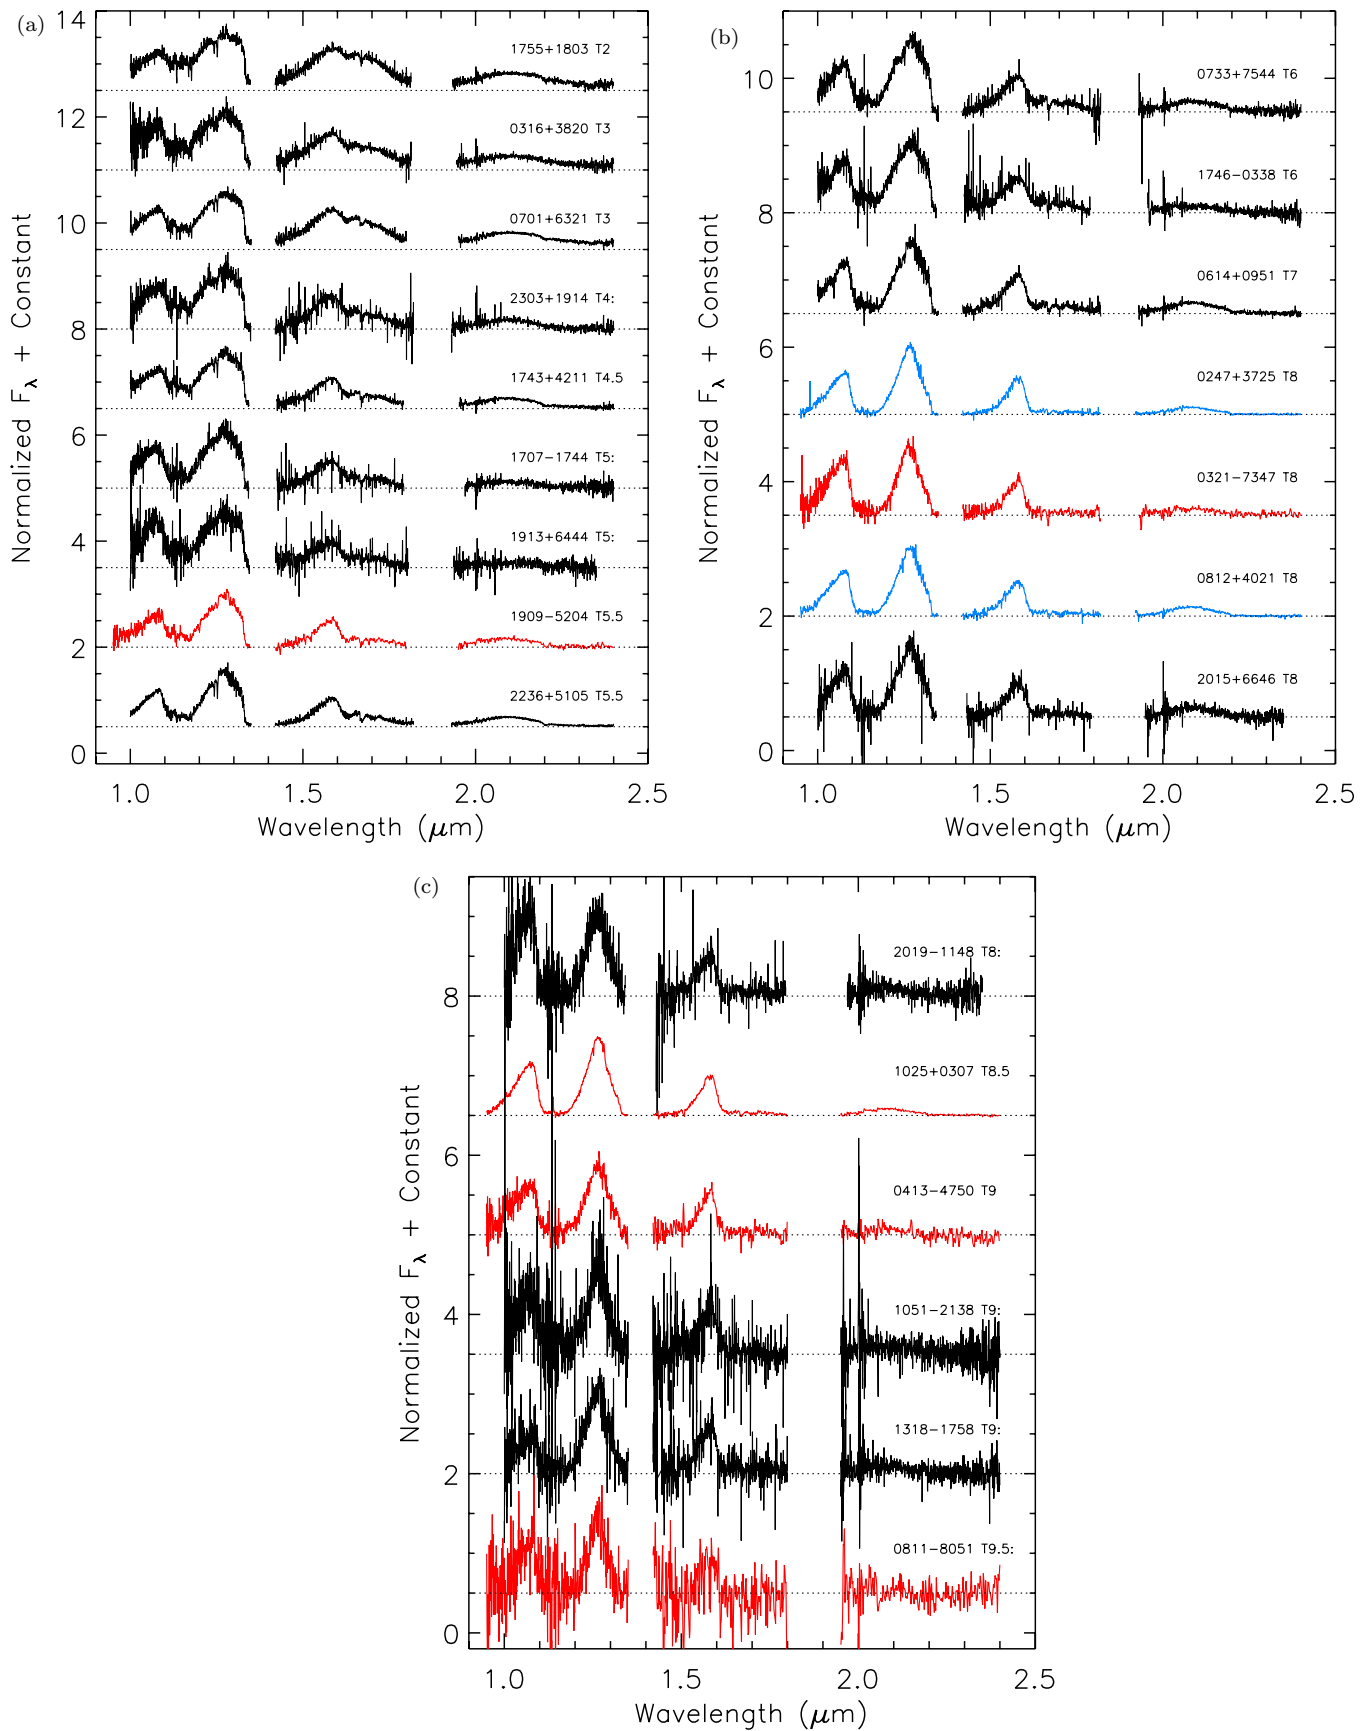 (a)
14
12
10
8
6
4
2
0
Normalized Fλ + Constant
1755+1803 T2
0316+3820 T3
0701+6321 T3
2303+1914 T4:
1743+4211 T4.5
1707−1744 T5:
1913+6444 T5:
1909−5204 T5.5
2236+5105 T5.5
1.0 1.5 2.0 2.5
Wavelength (μm)
(b)
10
8
6
4
2
0
Normalized Fλ + Constant
0733+7544 T6
1746−0338 T6
0614+0951 T7
0247+3725 T8
0321−7347 T8
0812+4021 T8
2015+6646 T8
1.0 1.5 2.0 2.5
Wavelength (μm)
(c)
8
6
4
2
0
Normalized Fλ + Constant
2019−1148 T8:
1025+0307 T8.5
0413−4750 T9
1051−2138 T9:
1318−1758 T9:
0811−8051 T9.5:
1.0 1.5 2.0 2.5
Wavelength (μm)